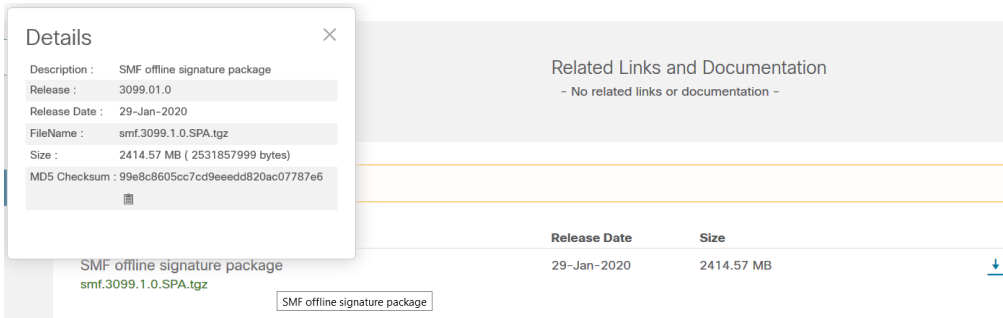 Details
Description : SMF offline signature package
Release : 3099.01.0
Release Date : 29-Jan-2020
FileName : smf.3099.1.0.SPA.tgz
Size : 2414.57 MB ( 2531857999 bytes)
MD5 Checksum : 99e8c8605cc7cd9eeedd820ac07787e6
Related Links and Documentation
- No related links or documentation -
Release Date Size
SMF offline signature package 29-Jan-2020 2414.57 MB
smf.3099.1.0.SPA.tgz
SMF offline signature package